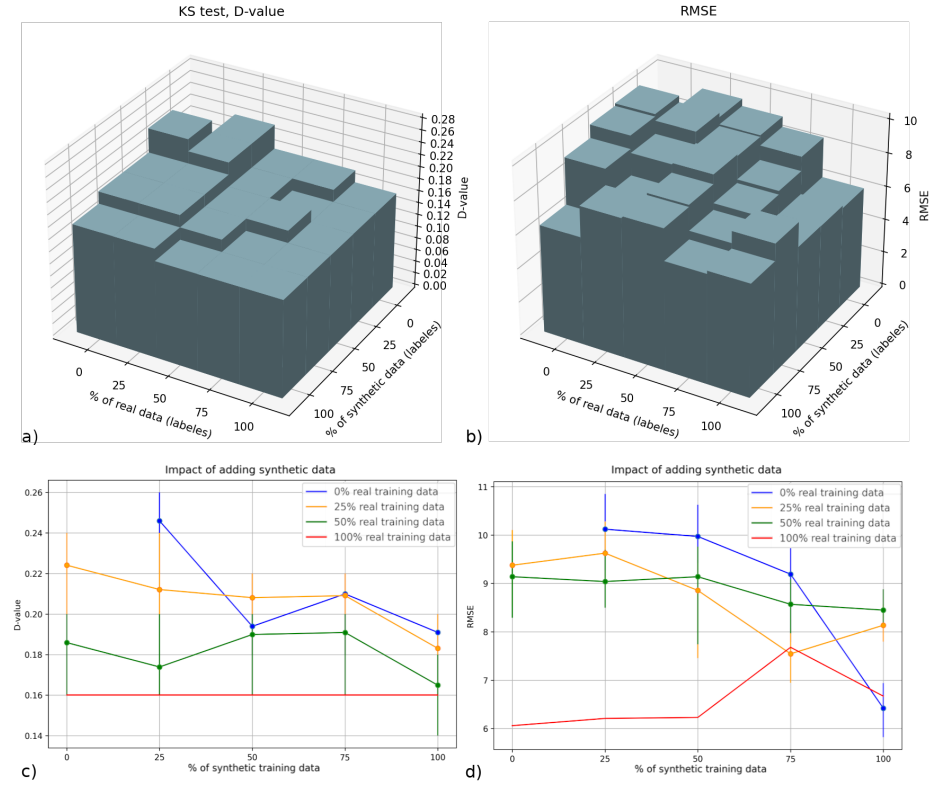 KS test, D-value
RMSE
0.28
0.26
0.24
0.22
0.20
0.18
0.16
0.14
0.12
0.10
0.08
0.06
0.04
0.02
0.00
D-value
0
25
50
75
100
% of real data (labeles)
0
25
50
75
100
% of synthetic data (labeles)
a)
10
8
6
4
2
0
RMSE
0
25
50
75
100
% of real data (labeles)
0
25
50
75
100
% of synthetic data (labeles)
b)
Impact of adding synthetic data
0.26
0.24
0.22
0.20
0.18
0.16
0.14
D-value
0% real training data
25% real training data
50% real training data
100% real training data
0 25 50 75 100
% of synthetic training data
c)
Impact of adding synthetic data
11
10
9
8
7
6
RMSE
0% real training data
25% real training data
50% real training data
100% real training data
0 25 50 75 100
% of synthetic training data
d)